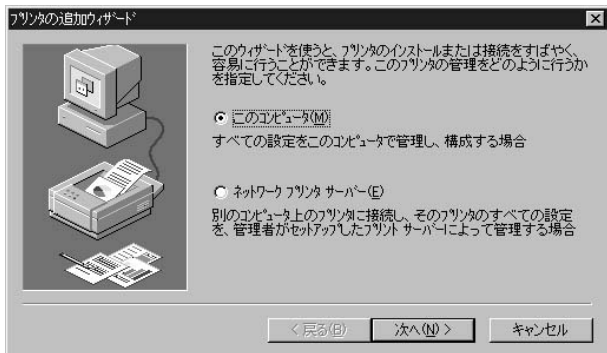 プリンタの追加ウィザード
このウィザードを使うと、プリンタのインストールまたは接続をすばやく、
容易に行うことができます。このプリンタの管理をどのように行うか
を指定してください。
このコンピュータ(M)
すべての設定をこのコンピュータで管理し、構成する場合
ネットワーク プリンタ サーバー(E)
別のコンピュータ上のプリンタに接続し、そのプリンタのすべての設定
を、管理者がセットアップしたプリント サーバーによって管理する場合
< 戻る(B)
次へ(N) >
キャンセル